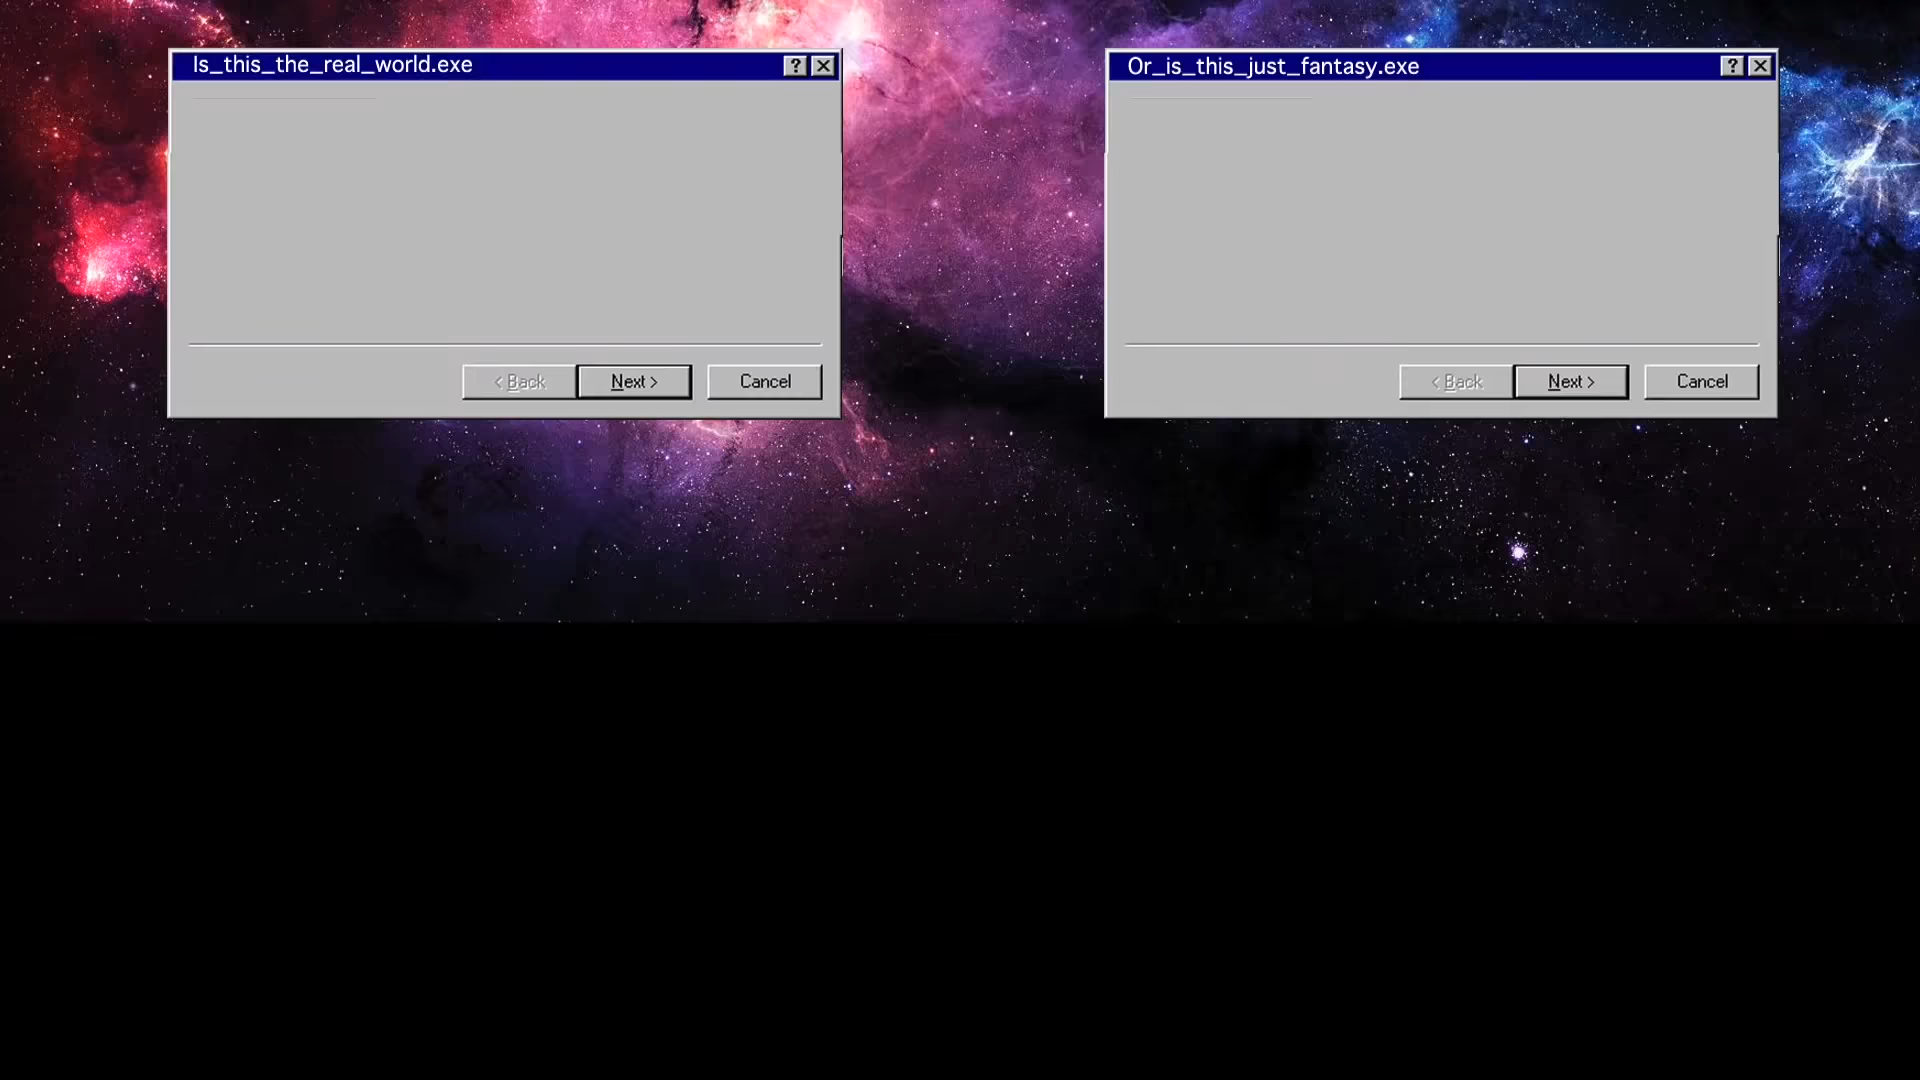 Is_this_the_real_world.exe
? X
Or_is_this_just_fantasy.exe
? X
< Back
Next >
Cancel
< Back
Next >
Cancel